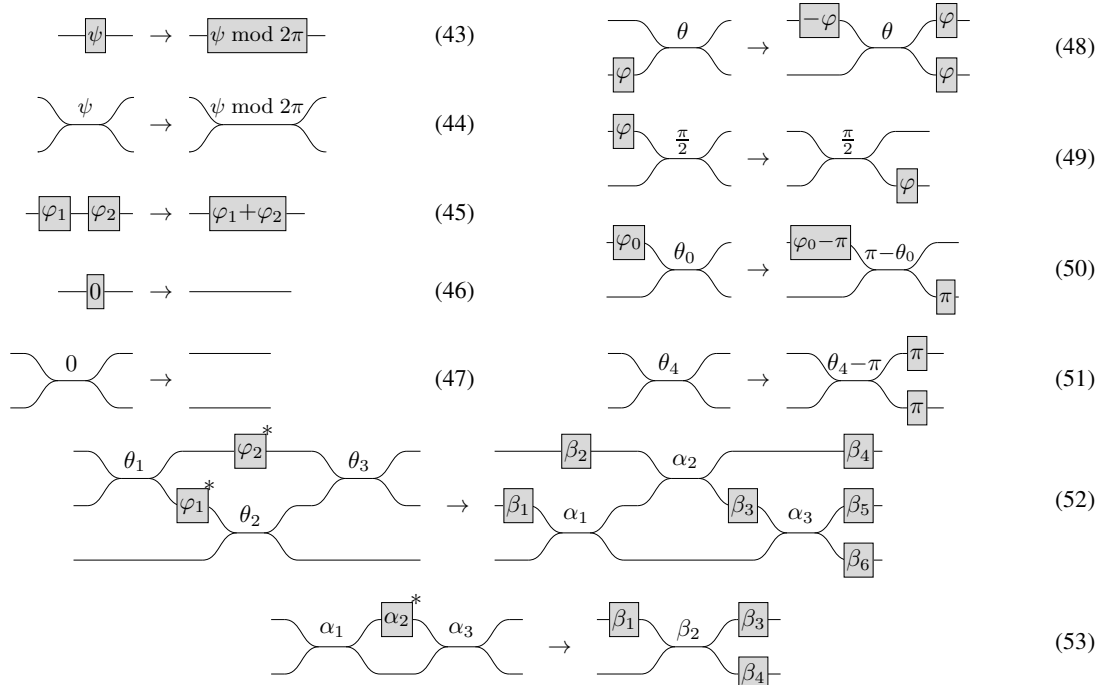 ψ → ψ mod 2π (43)
ψ → ψ mod 2π (44)
φ₁ φ₂ → φ₁+φ₂ (45)
0 → (46)
0 → (47)
φ θ → −φ θ φ φ (48)
φ π/2 → π/2 φ (49)
φ₀ θ₀ → φ₀−π π−θ₀ π (50)
θ₄ → θ₄−π π π (51)
θ₁ φ₁* φ₂* θ₂ θ₃ → β₁ β₂ α₁ α₂ β₃ α₃ β₄ β₅ β₆ (52)
α₁ α₂* α₃ → β₁ β₂ β₃ β₄ (53)